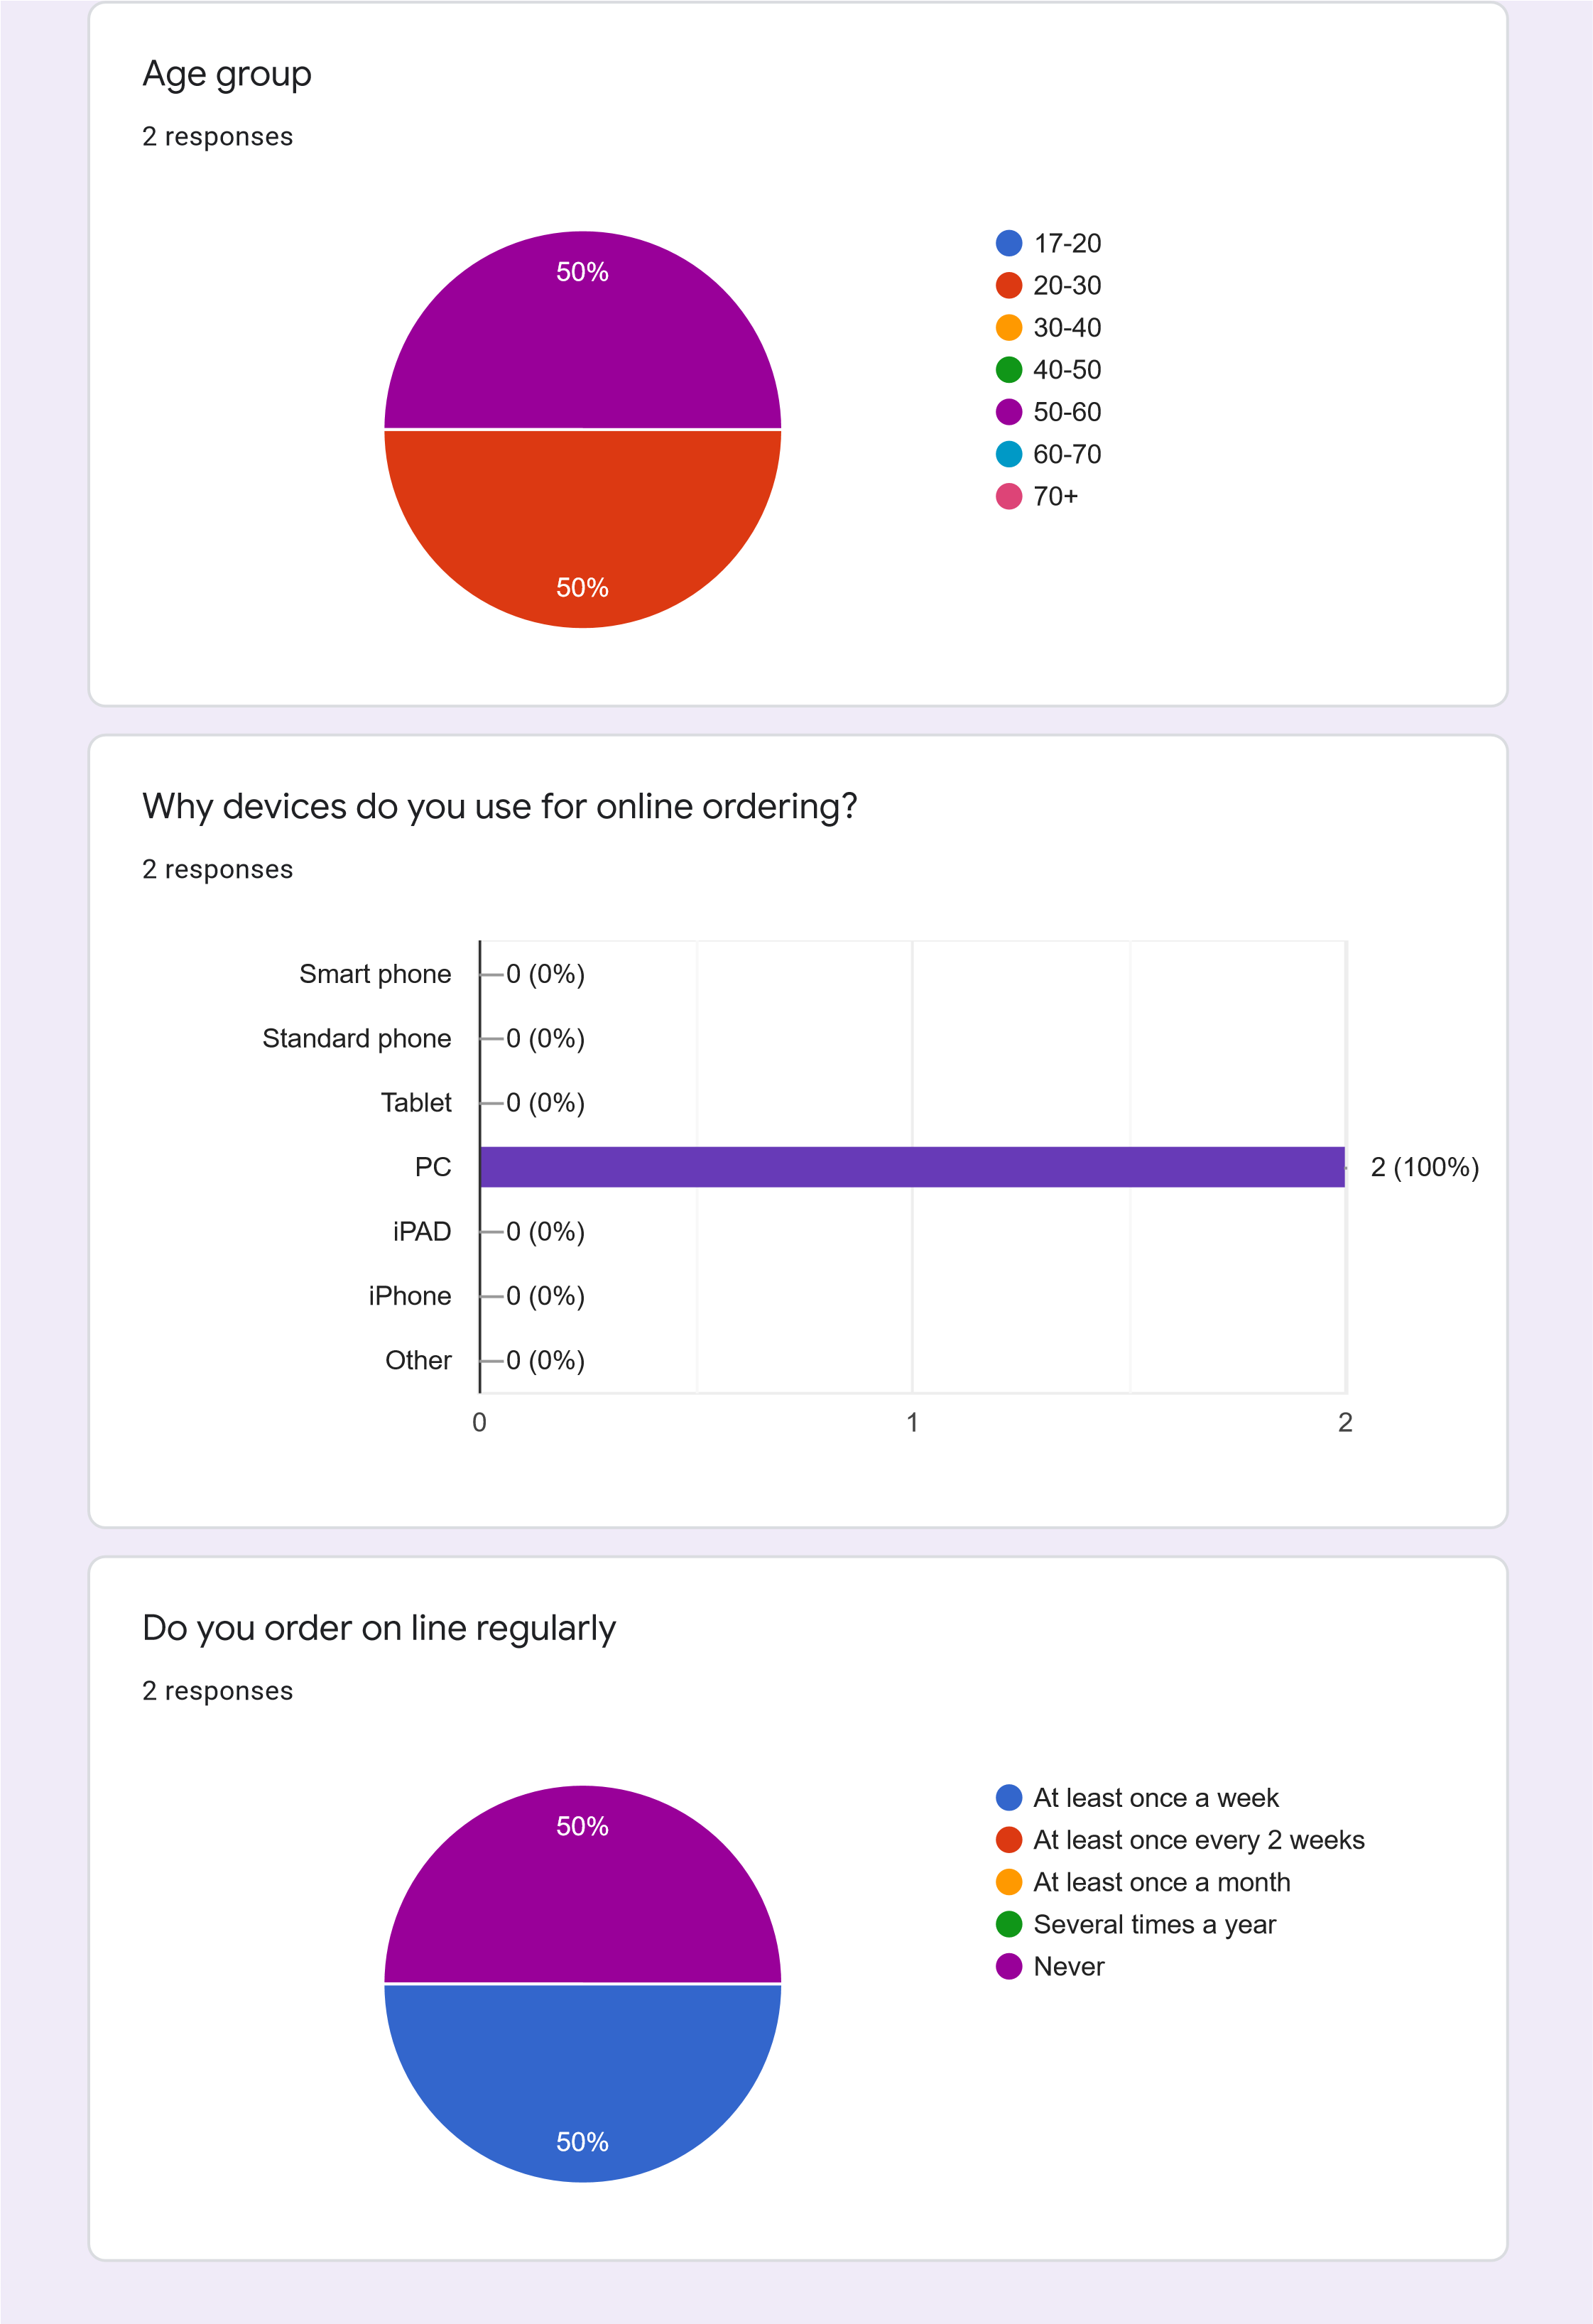 Age group
2 responses
50%
50%
17-20
20-30
30-40
40-50
50-60
60-70
70+
Why devices do you use for online ordering?
2 responses
Smart phone 0 (0%)
Standard phone 0 (0%)
Tablet 0 (0%)
PC 2 (100%)
iPAD 0 (0%)
iPhone 0 (0%)
Other 0 (0%)
0 1 2
Do you order on line regularly
2 responses
50%
50%
At least once a week
At least once every 2 weeks
At least once a month
Several times a year
Never